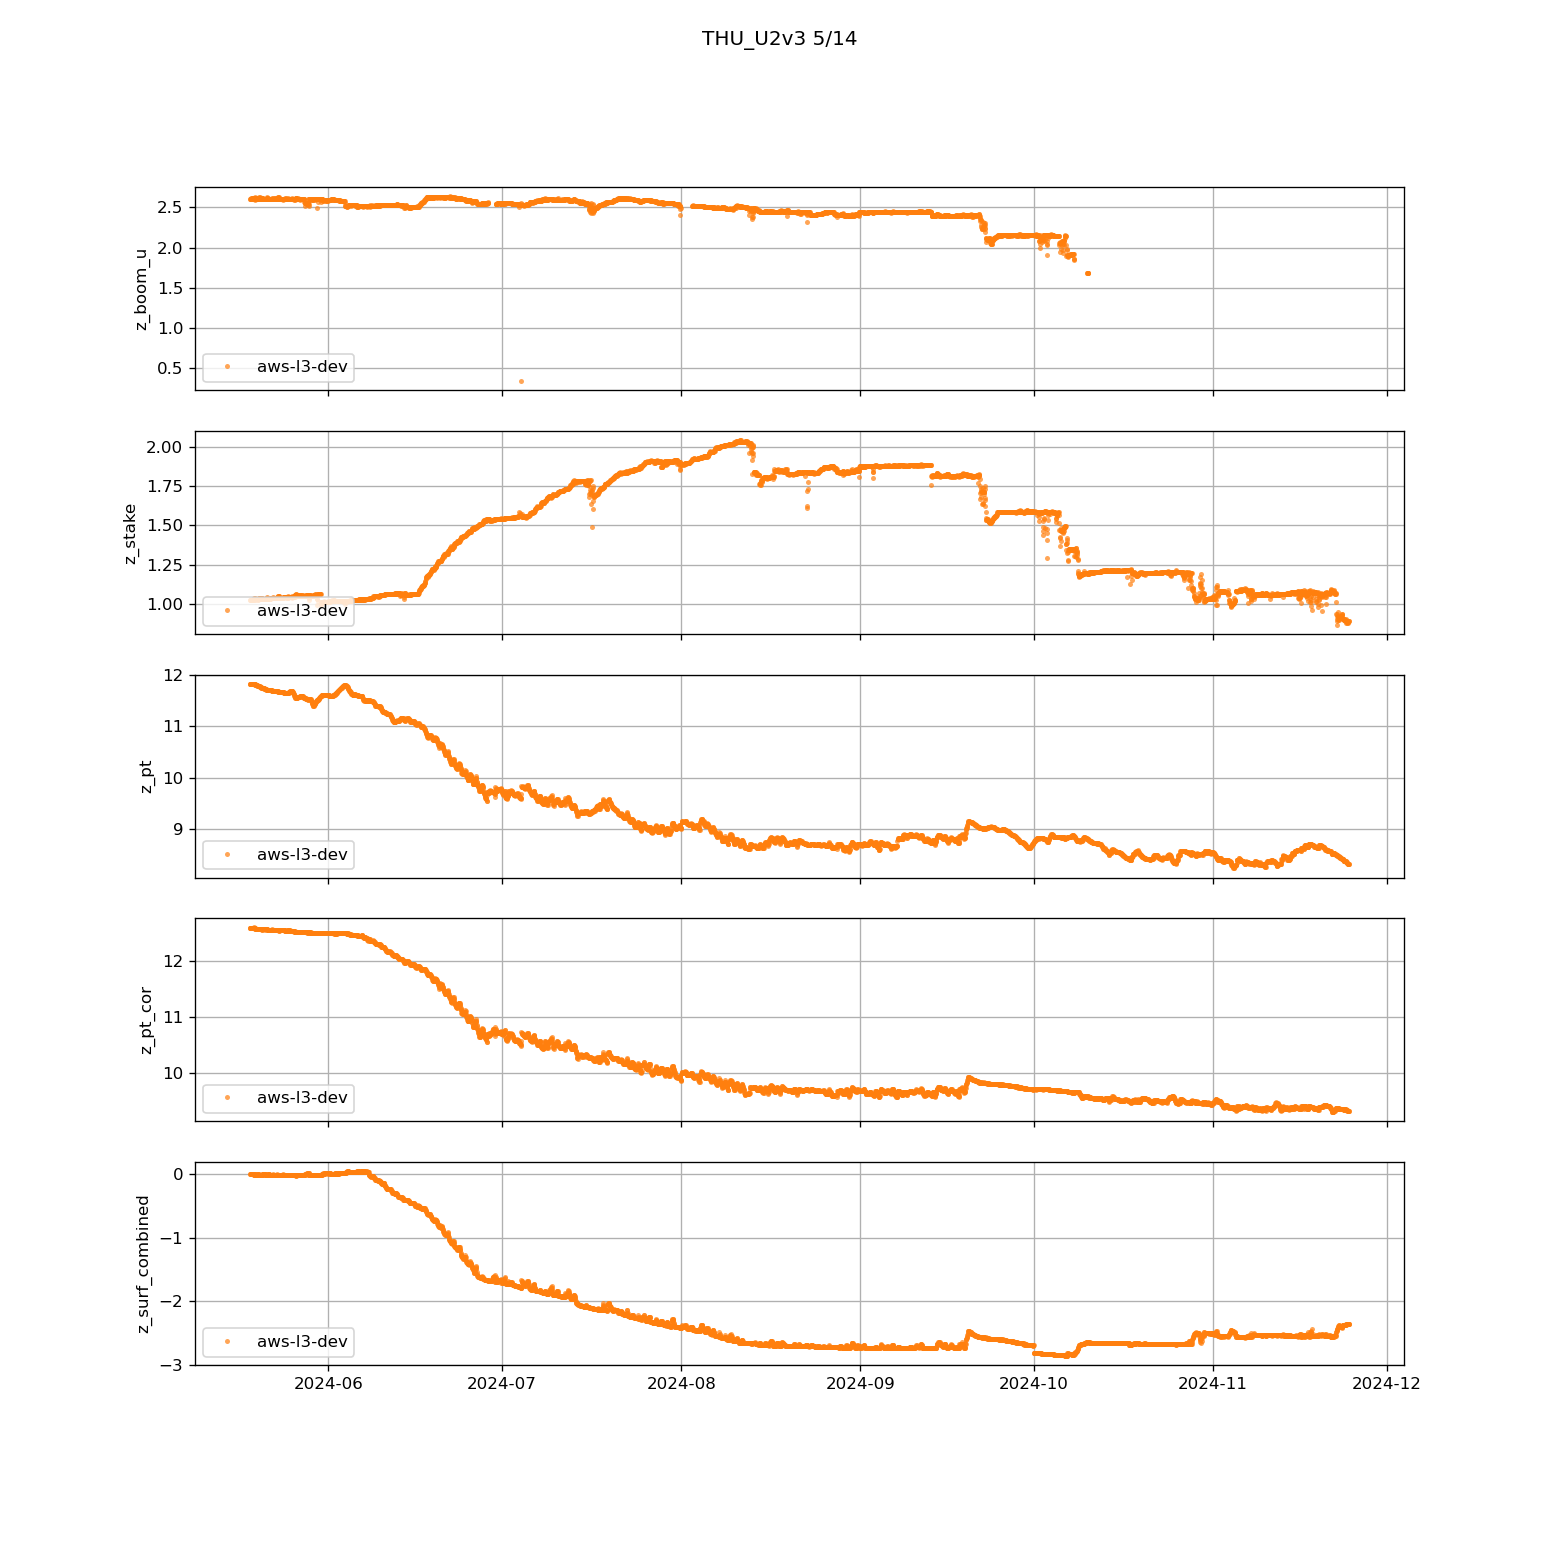 THU_U2v3 5/14
z_boom_u
2.5
2.0
1.5
1.0
0.5
aws-l3-dev
z_stake
2.00
1.75
1.50
1.25
1.00
aws-l3-dev
z_pt
12
11
10
9
aws-l3-dev
z_pt_cor
12
11
10
aws-l3-dev
z_surf_combined
0
−1
−2
−3
aws-l3-dev
2024-06 2024-07 2024-08 2024-09 2024-10 2024-11 2024-12